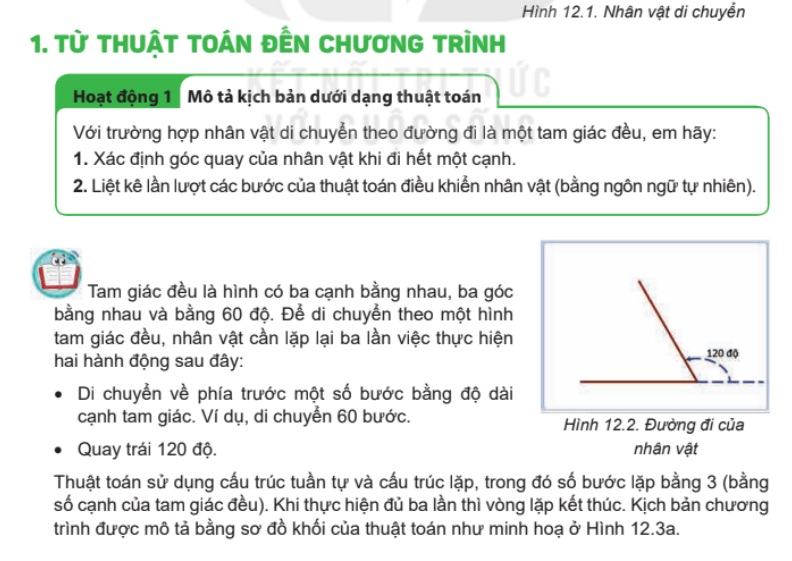 Hình 12.1. Nhân vật di chuyển
1. TỪ THUẬT TOÁN ĐẾN CHƯƠNG TRÌNH
KẾT NỐI TRI THỨC
VỚI CUỘC SỐNG
Hoạt động 1 Mô tả kịch bản dưới dạng thuật toán
Với trường hợp nhân vật di chuyển theo đường đi là một tam giác đều, em hãy:
1. Xác định góc quay của nhân vật khi đi hết một cạnh.
2. Liệt kê lần lượt các bước của thuật toán điều khiển nhân vật (bằng ngôn ngữ tự nhiên).
Tam giác đều là hình có ba cạnh bằng nhau, ba góc
bằng nhau và bằng 60 độ. Để di chuyển theo một hình
tam giác đều, nhân vật cần lặp lại ba lần việc thực hiện
hai hành động sau đây:
• Di chuyển về phía trước một số bước bằng độ dài
cạnh tam giác. Ví dụ, di chuyển 60 bước.
• Quay trái 120 độ.
120 độ
Hình 12.2. Đường đi của
nhân vật
Thuật toán sử dụng cấu trúc tuần tự và cấu trúc lặp, trong đó số bước lặp bằng 3 (bằng
số cạnh của tam giác đều). Khi thực hiện đủ ba lần thì vòng lặp kết thúc. Kịch bản chương
trình được mô tả bằng sơ đồ khối của thuật toán như minh hoạ ở Hình 12.3a.